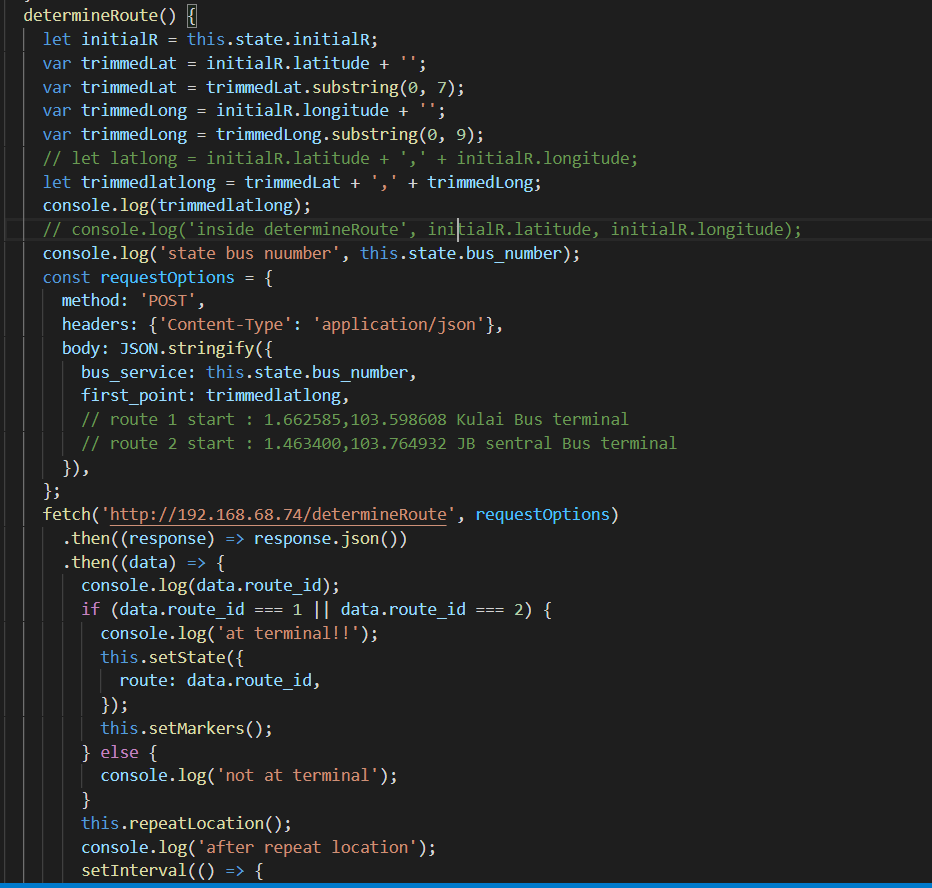 determineRoute() {
let initialR = this.state.initialR;
var trimmedLat = initialR.latitude + '';
var trimmedLat = trimmedLat.substring(0, 7);
var trimmedLong = initialR.longitude + '';
var trimmedLong = trimmedLong.substring(0, 9);
// let latlong = initialR.latitude + ',' + initialR.longitude;
let trimmedlatlong = trimmedLat + ',' + trimmedLong;
console.log(trimmedlatlong);
// console.log('inside determineRoute', initialR.latitude, initialR.longitude);
console.log('state bus nuumber', this.state.bus_number);
const requestOptions = {
method: 'POST',
headers: {'Content-Type': 'application/json'},
body: JSON.stringify({
bus_service: this.state.bus_number,
first_point: trimmedlatlong,
// route 1 start : 1.662585,103.598608 Kulai Bus terminal
// route 2 start : 1.463400,103.764932 JB sentral Bus terminal
}),
};
fetch('http://192.168.68.74/determineRoute', requestOptions)
.then((response) => response.json())
.then((data) => {
console.log(data.route_id);
if (data.route_id === 1 || data.route_id === 2) {
console.log('at terminal!!');
this.setState({
route: data.route_id,
});
this.setMarkers();
} else {
console.log('not at terminal');
}
this.repeatLocation();
console.log('after repeat location');
setInterval(() => {